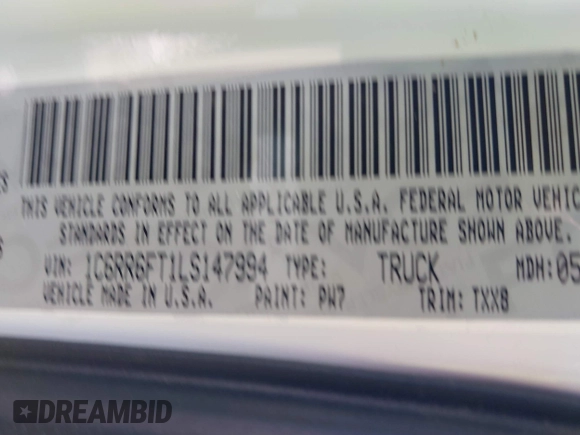 THIS VEHICLE CONFORMS TO ALL APPLICABLE U.S.A. FEDERAL MOTOR VEHIC
STANDARDS IN EFFECT ON THE DATE OF MANUFACTURE SHOWN ABOVE.
VIN: 1C6RR6FT1LS147994 TYPE: TRUCK MDH: 05
VEHICLE MADE IN U.S.A. PAINT: PW7 TRIM: TXX8
DREAMBID